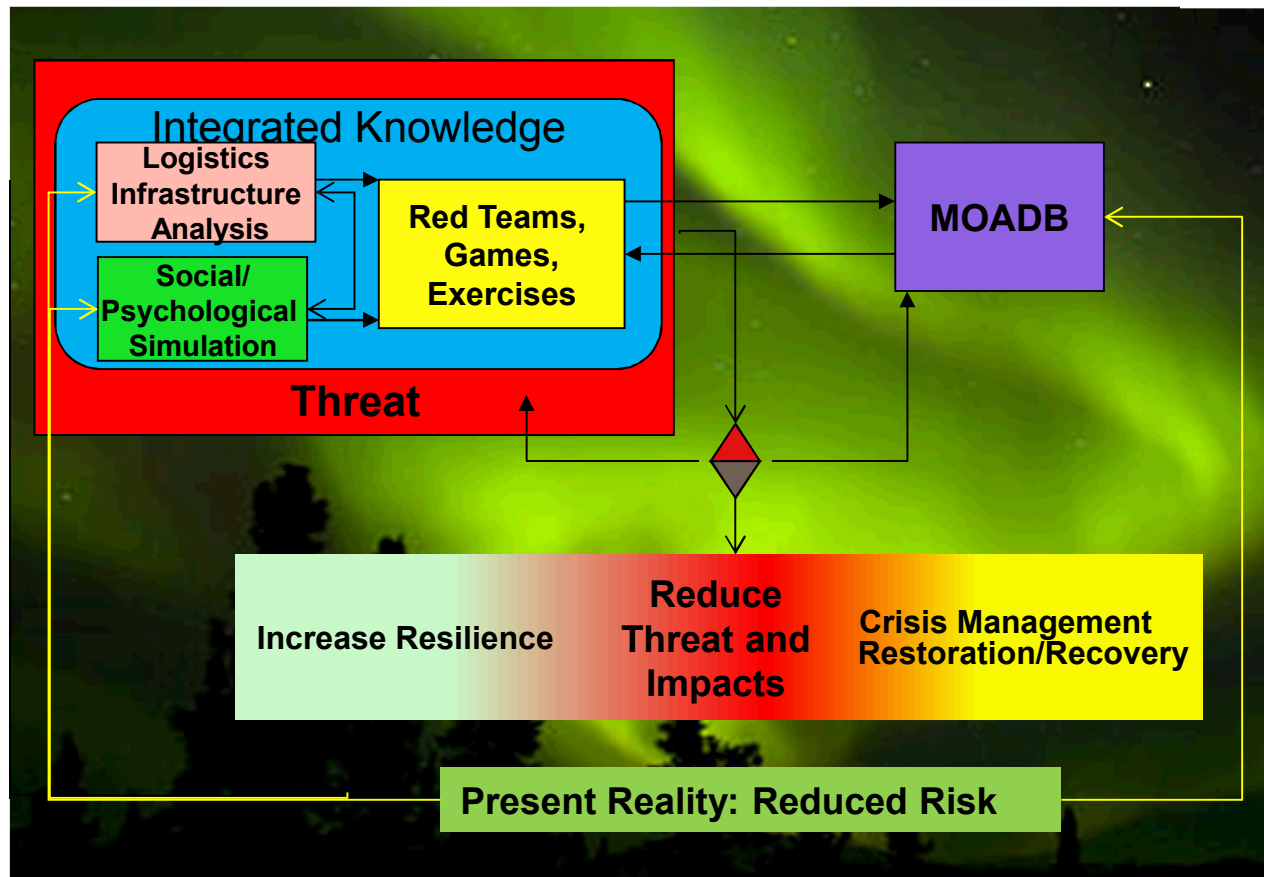 Integrated Knowledge
Logistics
Infrastructure
Analysis
Social/
Psychological
Simulation
Red Teams,
Games,
Exercises
Threat
MOADB
Increase Resilience
Reduce
Threat and
Impacts
Crisis Management
Restoration/Recovery
Present Reality: Reduced Risk